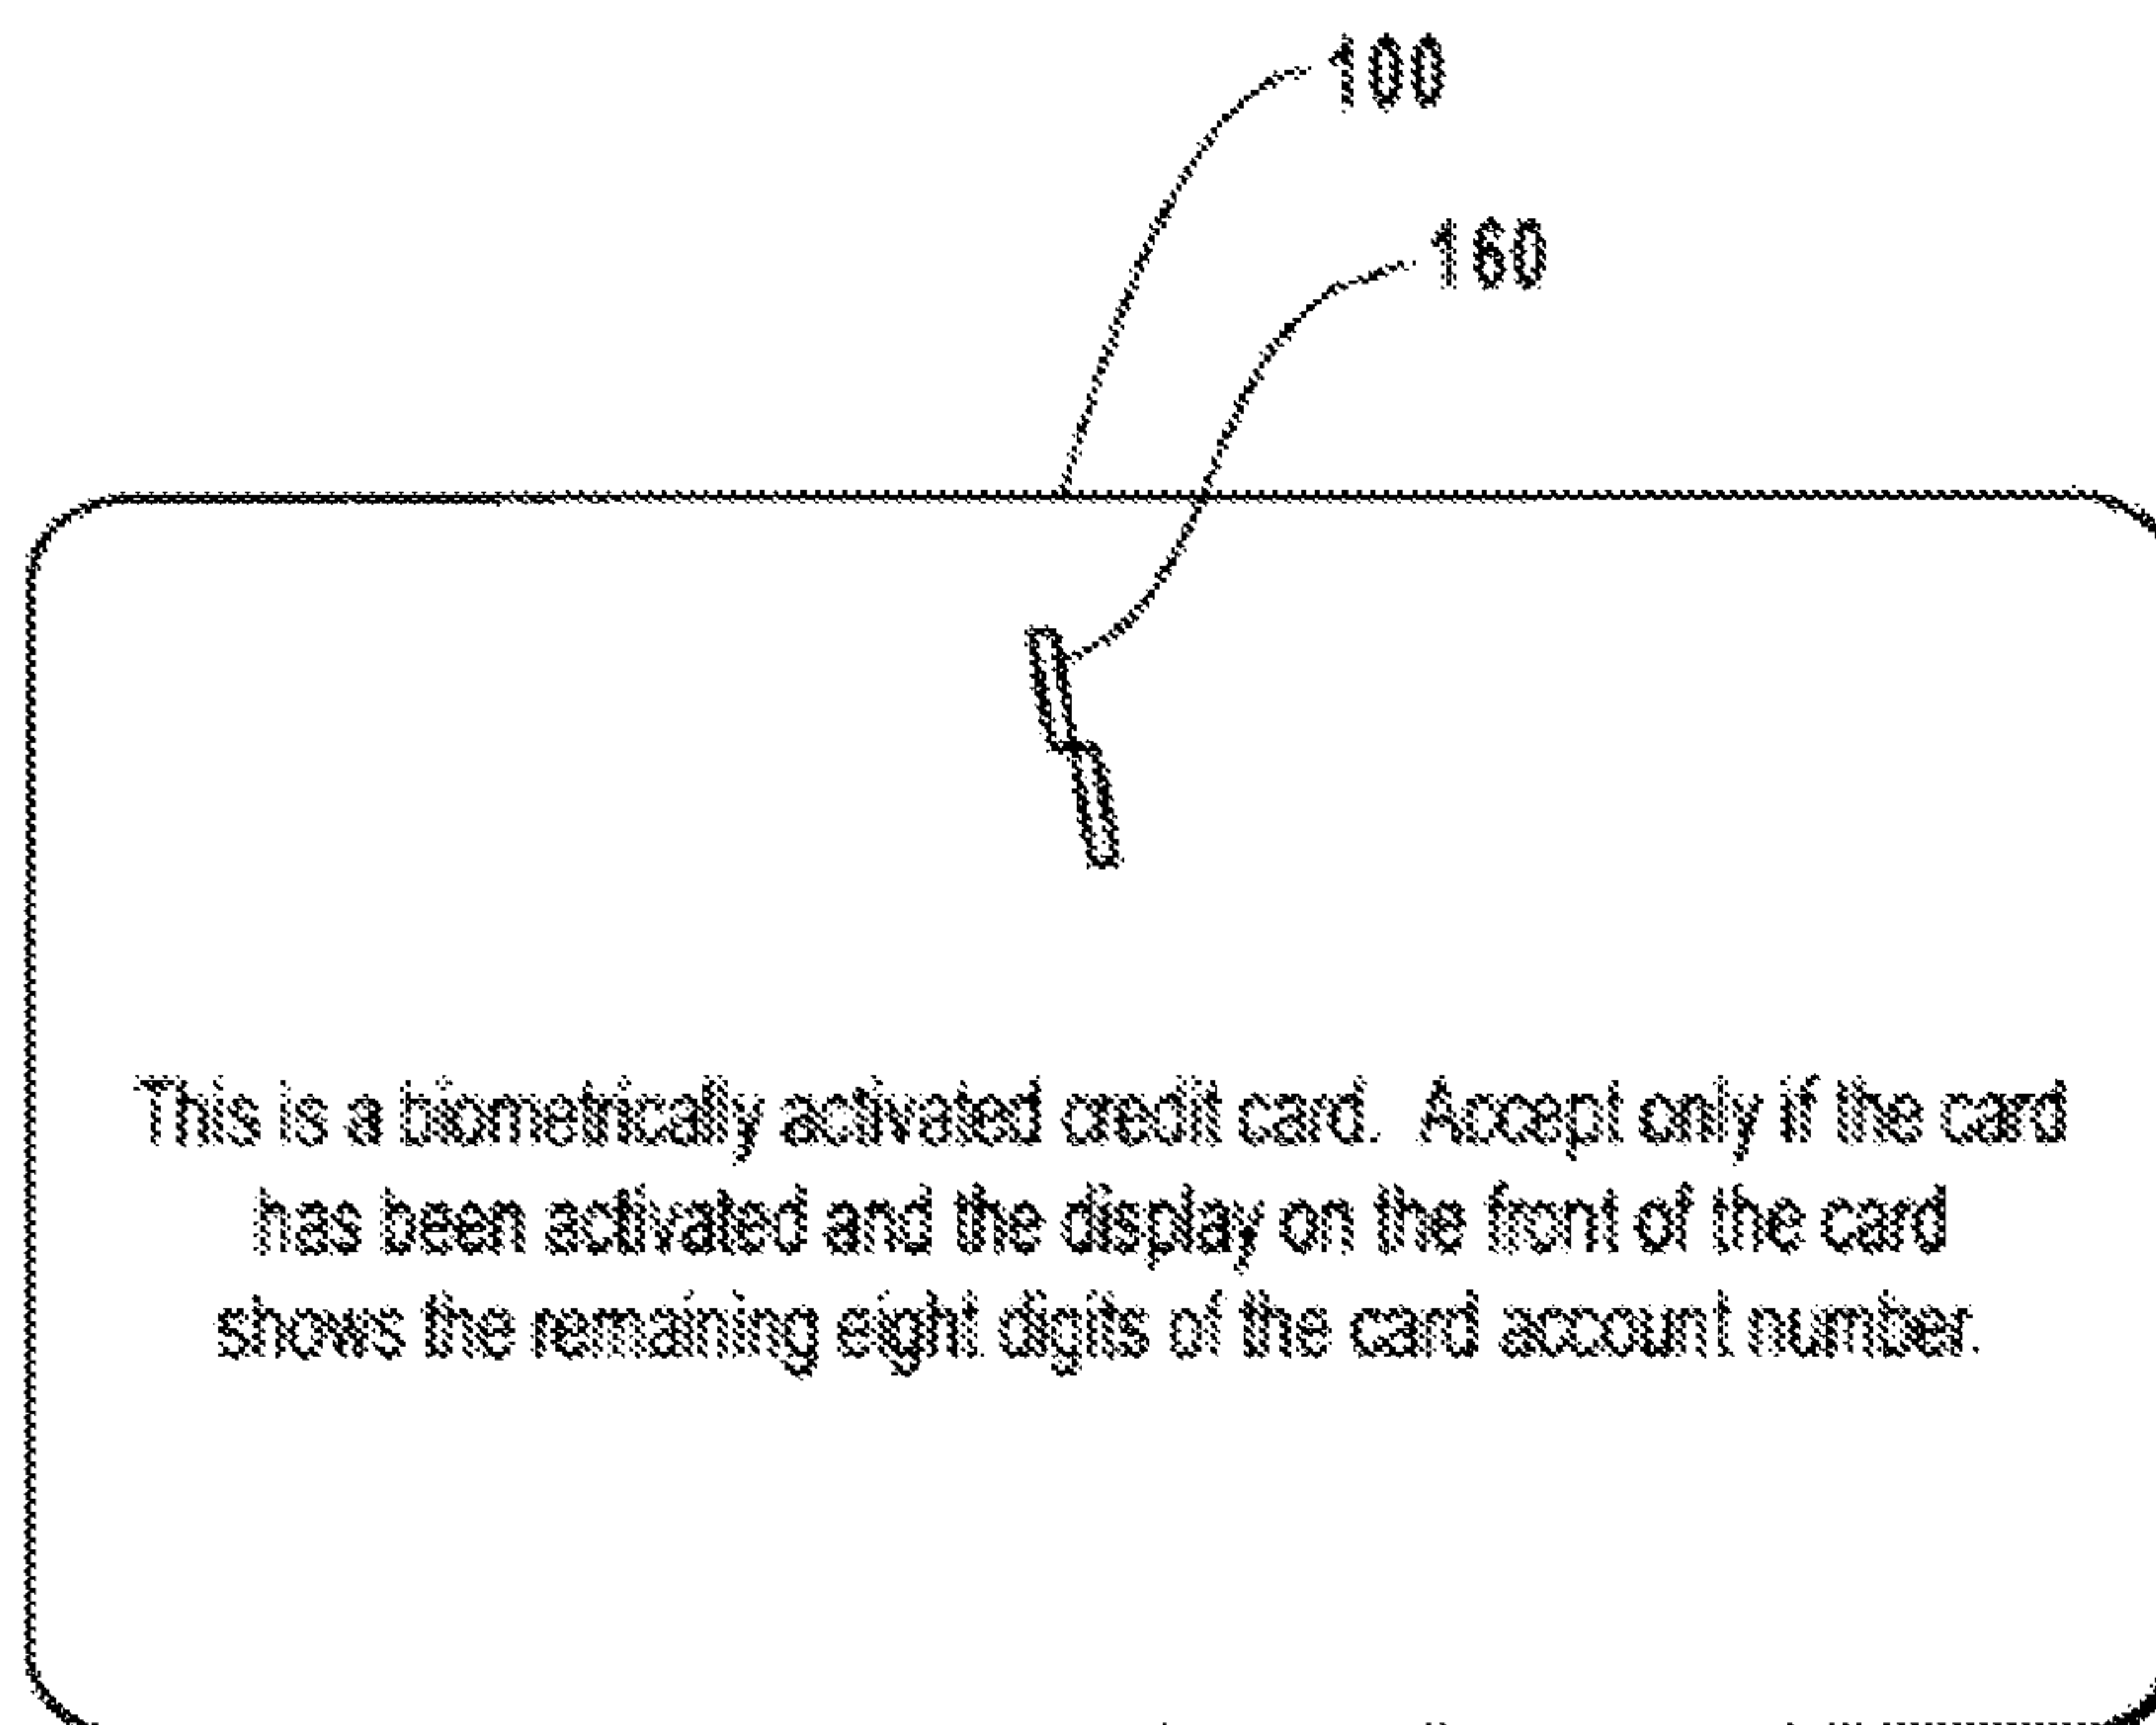 100
160
This is a biometrically activated credit card. Accept only if the card
has been activated and the display on the front of the card
shows the remaining eight digits of the card account number.